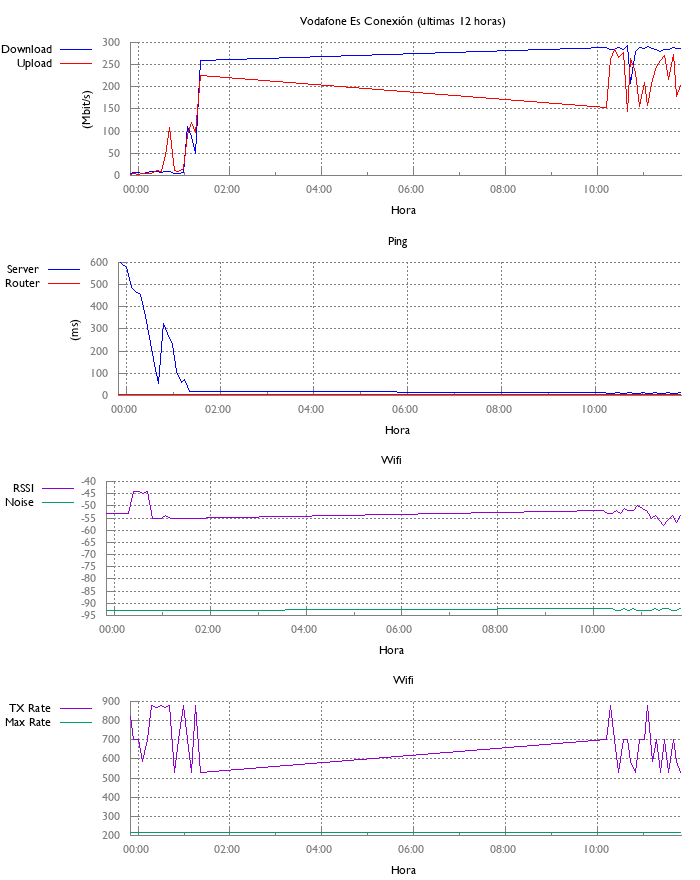 Vodafone Es Conexión (ultimas 12 horas)
Download
Upload
(Mbit/s)
300
250
200
150
100
50
0
00:00 02:00 04:00 06:00 08:00 10:00
Hora
Ping
Server
Router
(ms)
600
500
400
300
200
100
0
00:00 02:00 04:00 06:00 08:00 10:00
Hora
Wifi
RSSI
Noise
-40
-45
-50
-55
-60
-65
-70
-75
-80
-85
-90
-95
00:00 02:00 04:00 06:00 08:00 10:00
Hora
Wifi
TX Rate
Max Rate
900
800
700
600
500
400
300
200
00:00 02:00 04:00 06:00 08:00 10:00
Hora